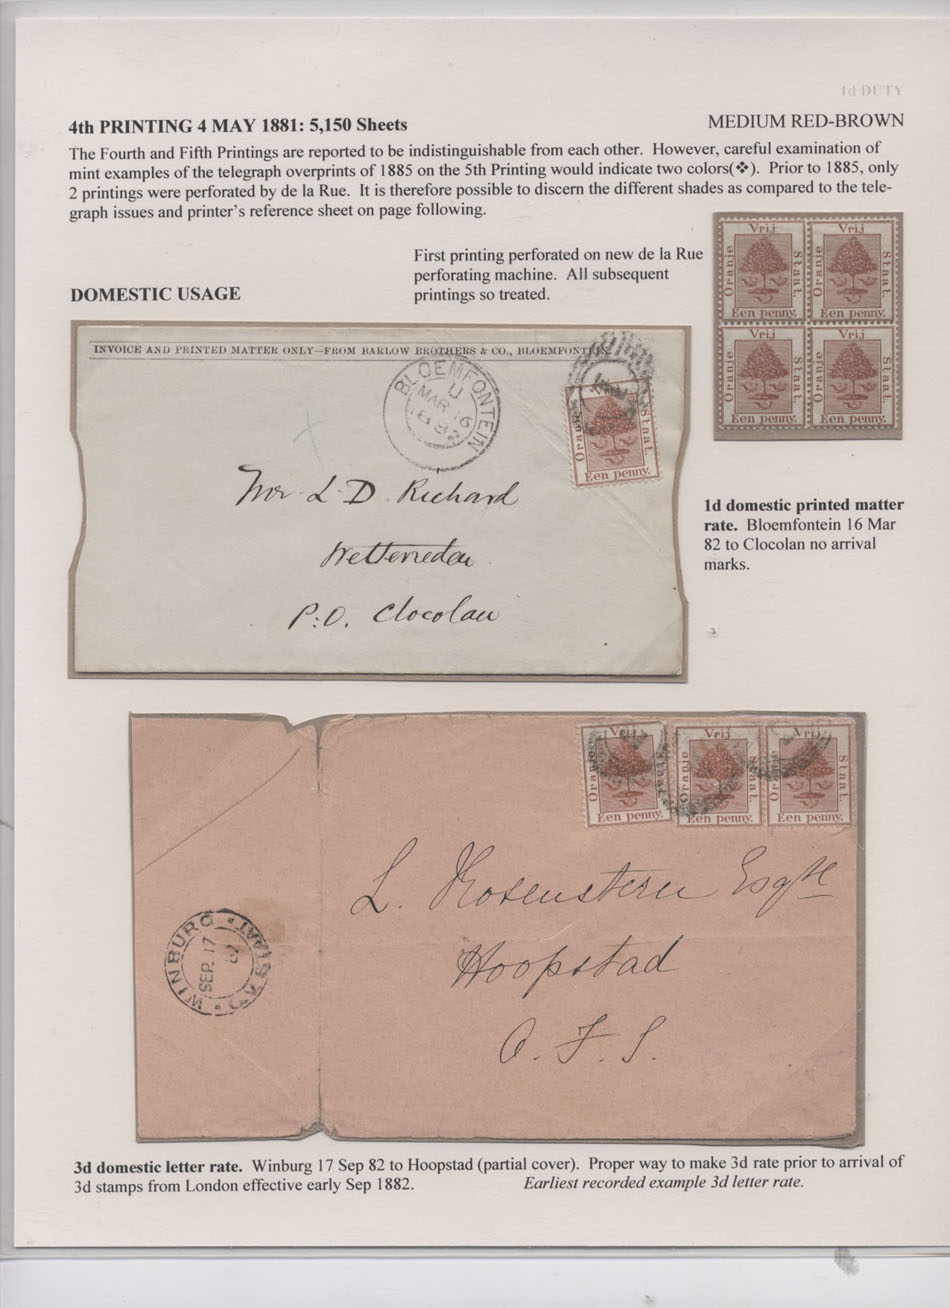 1d DUTY
4th PRINTING 4 MAY 1881: 5,150 Sheets
MEDIUM RED-BROWN
The Fourth and Fifth Printings are reported to be indistinguishable from each other. However, careful examination of
mint examples of the telegraph overprints of 1885 on the 5th Printing would indicate two colors(❖). Prior to 1885, only
2 printings were perforated by de la Rue. It is therefore possible to discern the different shades as compared to the tele-
graph issues and printer's reference sheet on page following.
First printing perforated on new de la Rue
perforating machine. All subsequent
printings so treated.
DOMESTIC USAGE
Vrij
Oranje
Staat.
Een penny.
Vrij
Oranje
Staat.
Een penny.
Vrij
Oranje
Staat.
Een penny.
Vrij
Oranje
Staat.
Een penny.
INVOICE AND PRINTED MATTER ONLY—FROM BARLOW BROTHERS & CO., BLOEMFONTEIN
BLOEMFONTEIN
U
MAR 16
82
Staat.
Een penny.
Mr L. D. Richard
P.O. Clocolan
1d domestic printed matter
rate. Bloemfontein 16 Mar
82 to Clocolan no arrival
marks.
Vrij
Een penny.
Vrij
Oranje
Een penny.
Vrij
Staat.
Een penny.
L. Rosenstern Esqre
Hoopstad
O. F. S.
WINBURG
SEP. 17
82
O.V. STAAT
3d domestic letter rate. Winburg 17 Sep 82 to Hoopstad (partial cover). Proper way to make 3d rate prior to arrival of
3d stamps from London effective early Sep 1882.
Earliest recorded example 3d letter rate.